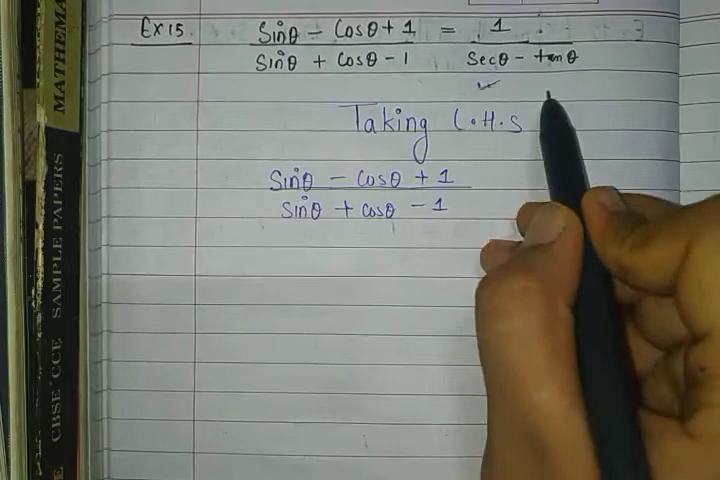 MATHEMA
CBSE CCE SAMPLE PAPERS
Ex 15. Sinθ - Cosθ + 1 = 1
Sinθ + Cosθ - 1 Secθ - tanθ
Taking L.H.S
Sinθ - Cosθ + 1
Sinθ + Cosθ - 1